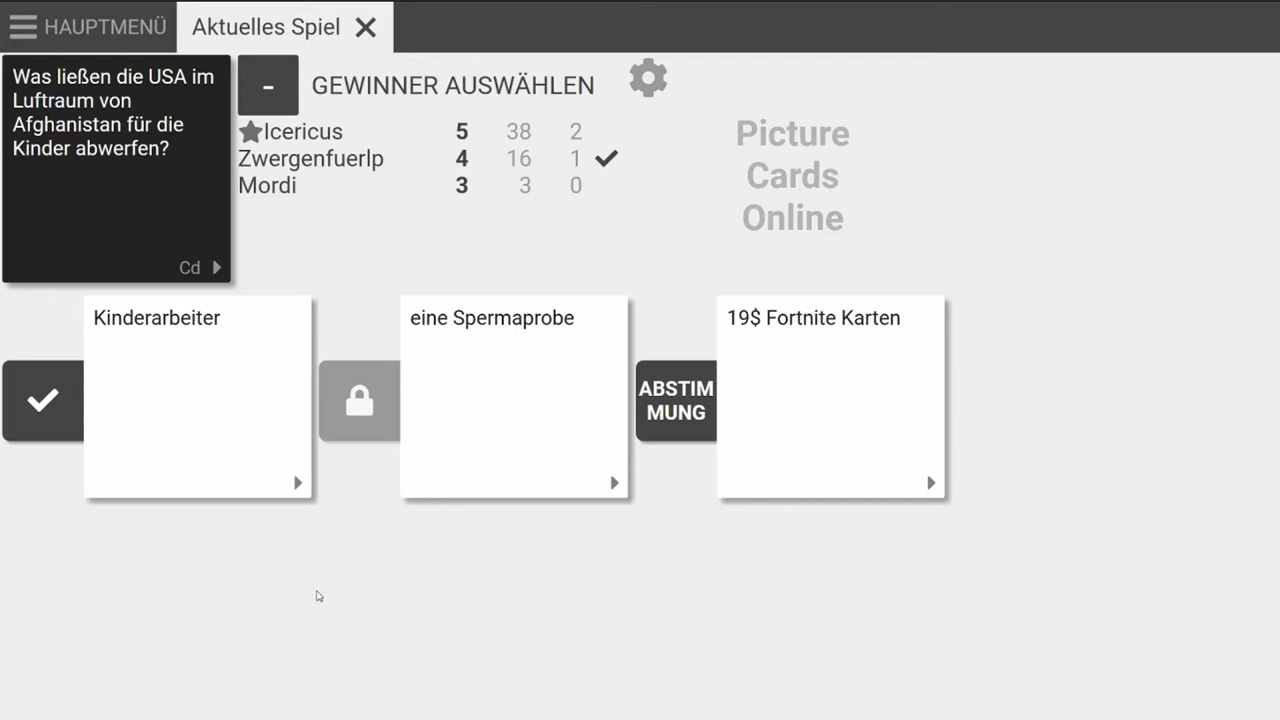 HAUPTMENÜ
Aktuelles Spiel
Was ließen die USA im
Luftraum von
Afghanistan für die
Kinder abwerfen?
Cd
-
GEWINNER AUSWÄHLEN
Icericus 5 38 2
Zwergenfuerlp 4 16 1
Mordi 3 3 0
Picture
Cards
Online
Kinderarbeiter
eine Spermaprobe
ABSTIM
MUNG
19$ Fortnite Karten